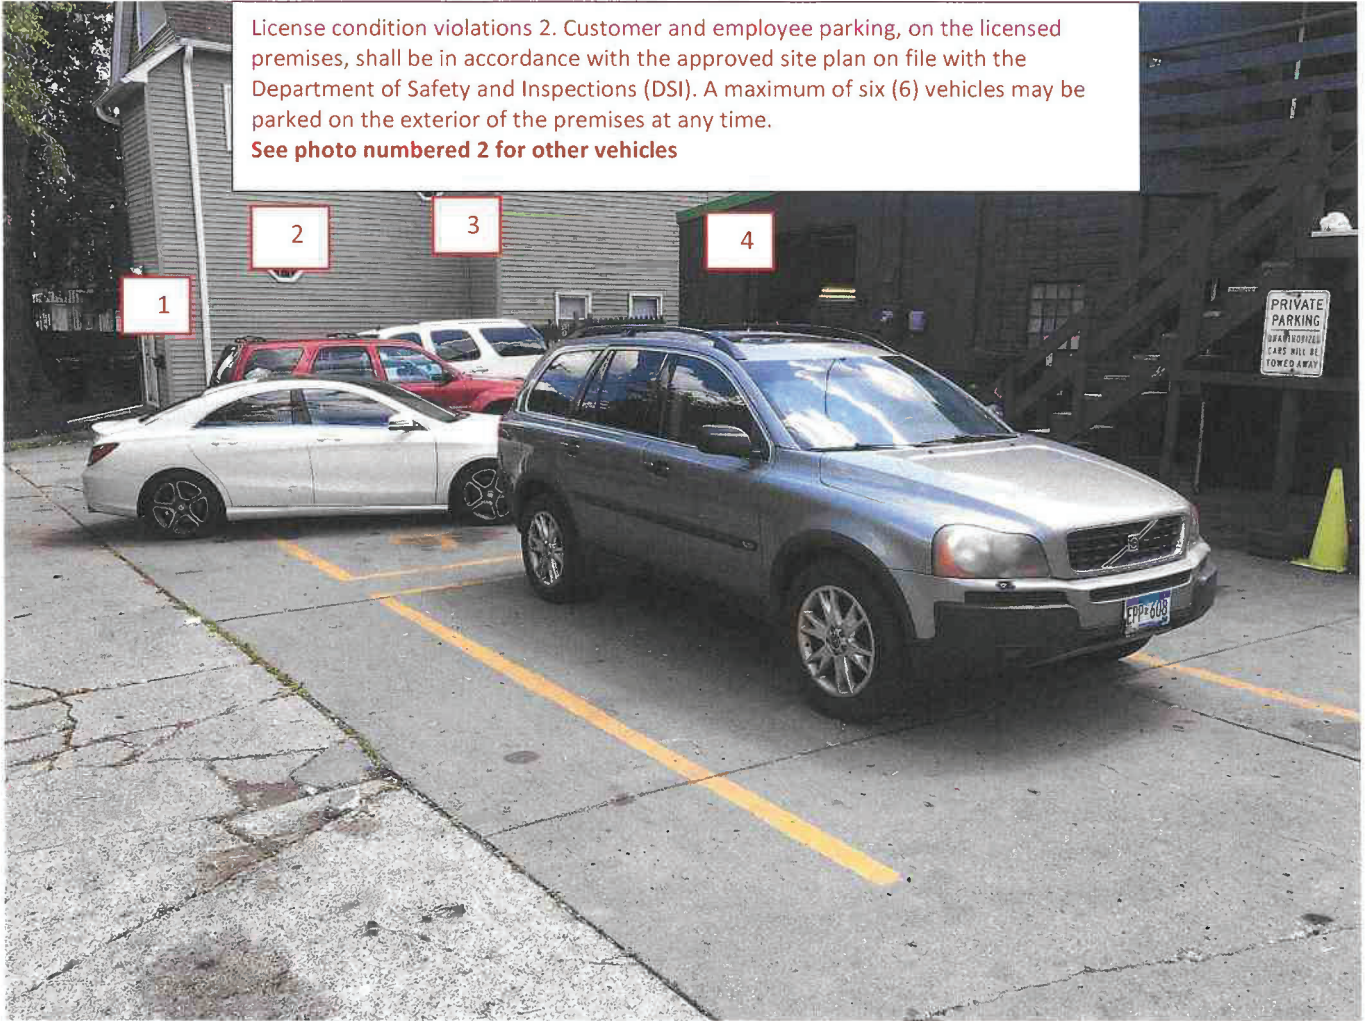 License condition violations 2. Customer and employee parking, on the licensed
premises, shall be in accordance with the approved site plan on file with the
Department of Safety and Inspections (DSI). A maximum of six (6) vehicles may be
parked on the exterior of the premises at any time.
See photo numbered 2 for other vehicles
1
2
3
4
PRIVATE
PARKING
UNAUTHORIZED
CARS WILL BE
TOWED AWAY
EPP 608